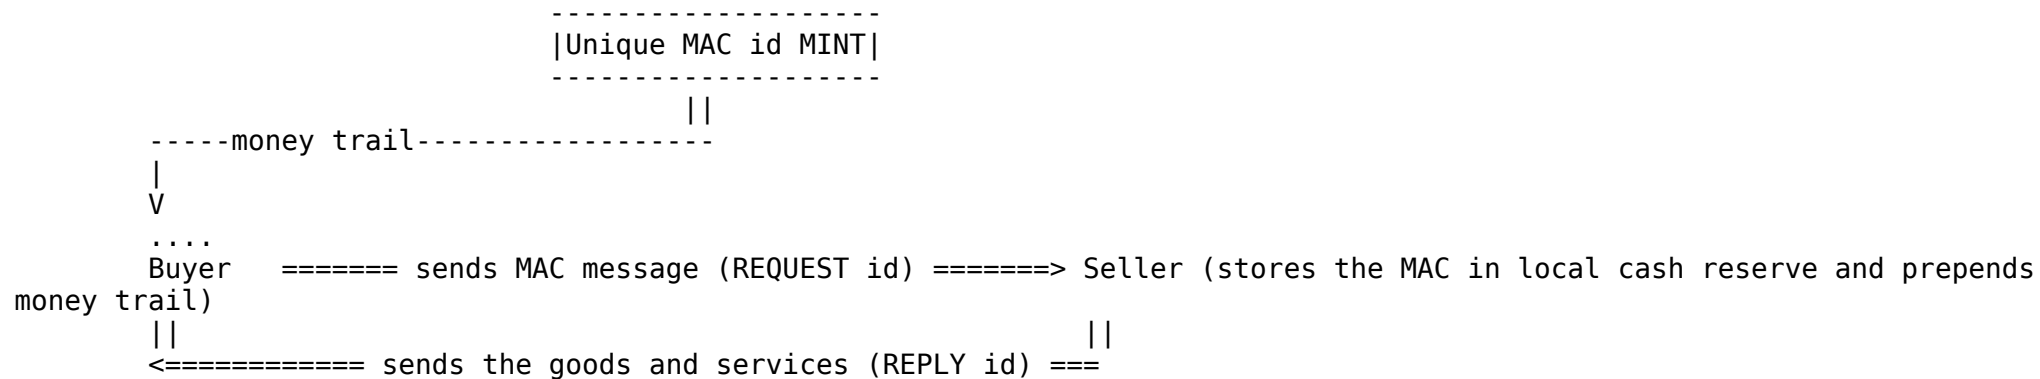 --------------------
|Unique MAC id MINT|
--------------------
||
-----money trail------------------
|
V
....
Buyer ======= sends MAC message (REQUEST id) =======> Seller (stores the MAC in local cash reserve and prepends
money trail)
|| ||
<============ sends the goods and services (REPLY id) ===